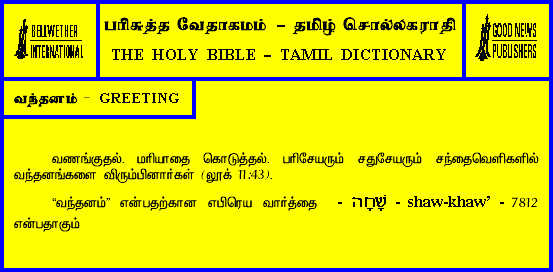 BELLWETHER
INTERNATIONAL
பரிசுத்த வேதாகமம் – தமிழ் சொல்லகராதி
THE HOLY BIBLE – TAMIL DICTIONARY
GOOD NEWS
PUBLISHERS
வந்தனம் – GREETING
வணங்குதல். மரியாதை கொடுத்தல். பரிசேயரும் சதுசேயரும் சந்தைவெளிகளில்
வந்தனங்களை விரும்பினார்கள் (லூக் 11:43).
“வந்தனம்” என்பதற்கான எபிரெய வார்த்தை - שָׁחָה - shaw-khaw’ - 7812
என்பதாகும்